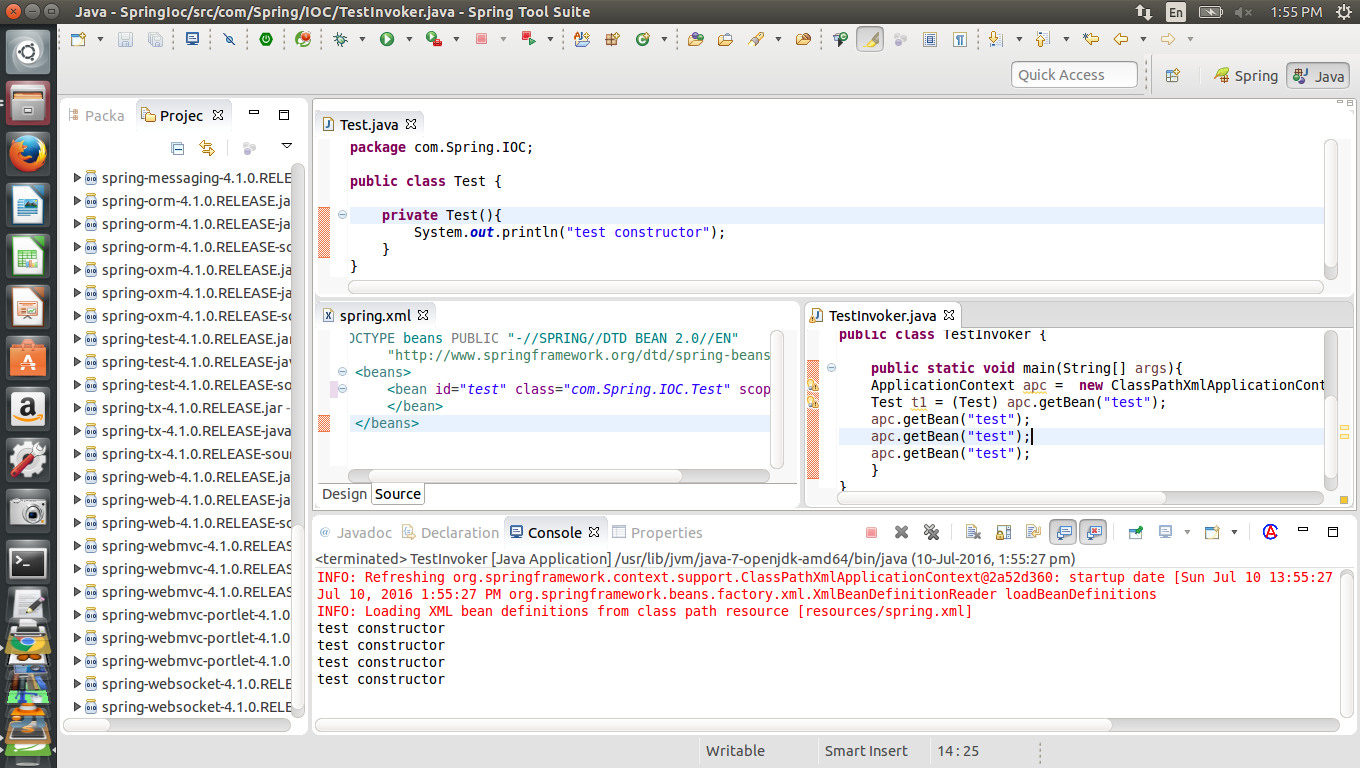 Java - SpringIoc/src/com/Spring/IOC/TestInvoker.java - Spring Tool Suite
En
1:55 PM
Quick Access
Spring
Java
Packa
Projec
spring-messaging-4.1.0.RELE
spring-orm-4.1.0.RELEASE.ja
spring-orm-4.1.0.RELEASE-ja
spring-orm-4.1.0.RELEASE-so
spring-oxm-4.1.0.RELEASE.ja
spring-oxm-4.1.0.RELEASE-ja
spring-oxm-4.1.0.RELEASE-so
spring-test-4.1.0.RELEASE.jar
spring-test-4.1.0.RELEASE-jav
spring-test-4.1.0.RELEASE-so
spring-tx-4.1.0.RELEASE.jar -
spring-tx-4.1.0.RELEASE-java
spring-tx-4.1.0.RELEASE-sour
spring-web-4.1.0.RELEASE.ja
spring-web-4.1.0.RELEASE-ja
spring-web-4.1.0.RELEASE-so
spring-webmvc-4.1.0.RELEAS
spring-webmvc-4.1.0.RELEAS
spring-webmvc-4.1.0.RELEAS
spring-webmvc-portlet-4.1.0
spring-webmvc-portlet-4.1.0
spring-webmvc-portlet-4.1.0
spring-websocket-4.1.0.RELE
spring-websocket-4.1.0.RELE
Test.java
package com.Spring.IOC;
public class Test {
private Test(){
System.out.println("test constructor");
}
}
spring.xml
OCTYPE beans PUBLIC "-//SPRING//DTD BEAN 2.0//EN"
"http://www.springframework.org/dtd/spring-beans
<beans>
<bean id="test" class="com.Spring.IOC.Test" scop
</bean>
</beans>
Design
Source
TestInvoker.java
public class TestInvoker {
public static void main(String[] args){
ApplicationContext apc = new ClassPathXmlApplicationCont
Test t1 = (Test) apc.getBean("test");
apc.getBean("test");
apc.getBean("test");
apc.getBean("test");
}
}
Javadoc
Declaration
Console
Properties
<terminated> TestInvoker [Java Application] /usr/lib/jvm/java-7-openjdk-amd64/bin/java (10-Jul-2016, 1:55:27 pm)
INFO: Refreshing org.springframework.context.support.ClassPathXmlApplicationContext@2a52d360: startup date [Sun Jul 10 13:55:27
Jul 10, 2016 1:55:27 PM org.springframework.beans.factory.xml.XmlBeanDefinitionReader loadBeanDefinitions
INFO: Loading XML bean definitions from class path resource [resources/spring.xml]
test constructor
test constructor
test constructor
test constructor
Writable
Smart Insert
14 : 25